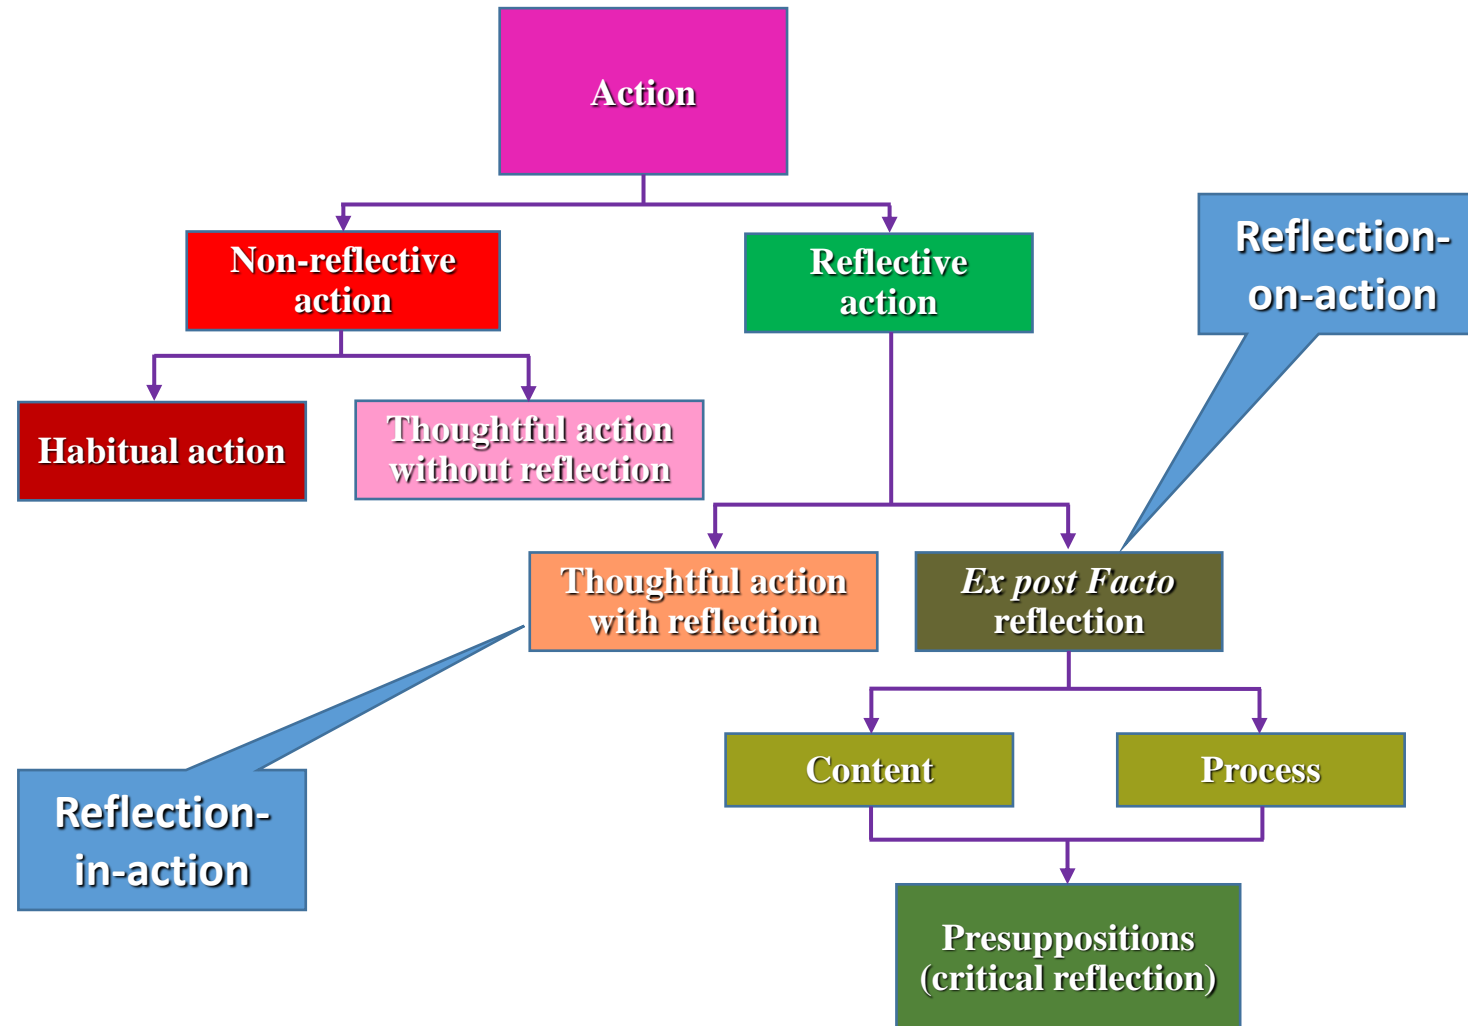 Action
Non-reflective
action
Reflective
action
Reflection-
on-action
Habitual action
Thoughtful action
without reflection
Thoughtful action
with reflection
Ex post Facto
reflection
Content
Process
Reflection-
in-action
Presuppositions
(critical reflection)